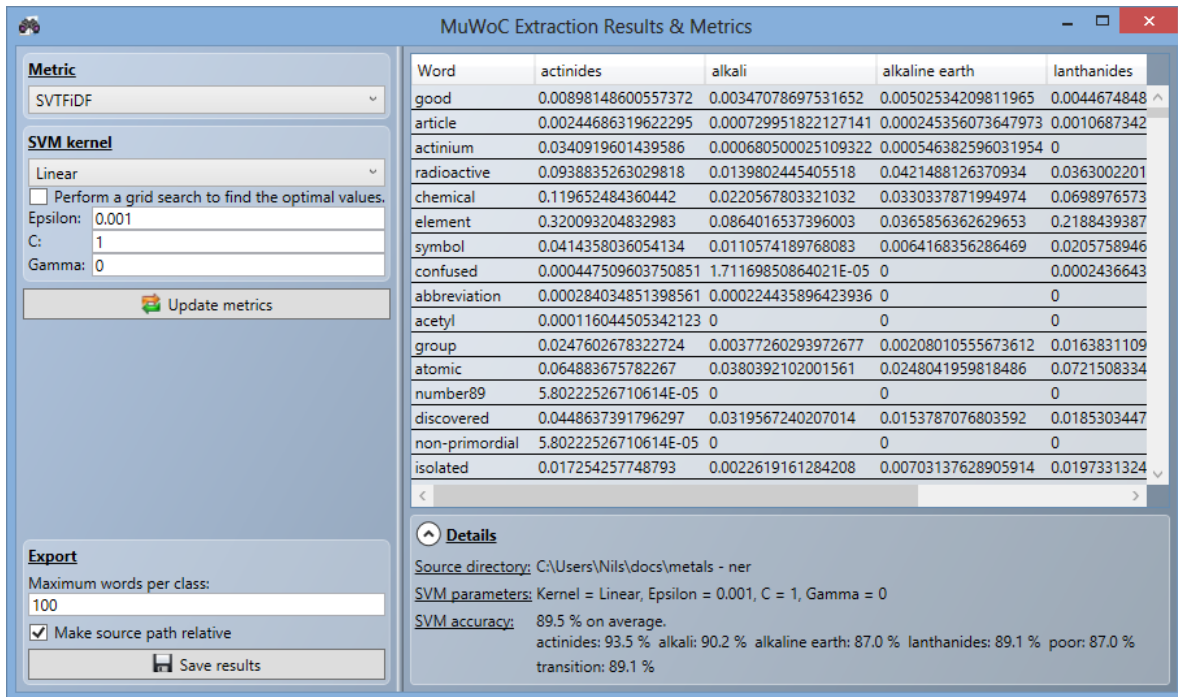 MuWoC Extraction Results & Metrics
Metric
SVTFiDF
SVM kernel
Linear
Perform a grid search to find the optimal values.
Epsilon: 0.001
C: 1
Gamma: 0
Update metrics
Export
Maximum words per class:
100
Make source path relative
Save results
Word actinides alkali alkaline earth lanthanides
good 0.00898148600557372 0.00347078697531652 0.00502534209811965 0.0044674848
article 0.00244686319622295 0.000729951822127141 0.000245356073647973 0.0010687342
actinium 0.0340919601439586 0.000680500025109322 0.000546382596031954 0
radioactive 0.0938835263029818 0.0139802445405518 0.0421488126370934 0.0363002201
chemical 0.119652484360442 0.0220567803321032 0.0330337871994974 0.0698976573
element 0.320093204832983 0.0864016537396003 0.0365856362629653 0.2188439387
symbol 0.0414358036054134 0.0110574189768083 0.00641683562​86469 0.0205758946
confused 0.000447509603750851 1.71169850864021E-05 0 0.0002436643
abbreviation 0.000284034851398561 0.000224435896423936 0 0
acetyl 0.000116044505342123 0 0 0
group 0.0247602678322724 0.00377260293972677 0.00208010555673612 0.0163831109
atomic 0.064883675782267 0.0380392102001561 0.0248041959818486 0.0721508334
number89 5.80222526710614E-05 0 0 0
discovered 0.0448637391796297 0.0319567240207014 0.0153787076803592 0.0185303447
non-primordial 5.80222526710614E-05 0 0 0
isolated 0.017254257748793 0.0022619161284208 0.00703137628905914 0.0197331324
Details
Source directory: C:\Users\Nils\docs\metals - ner
SVM parameters: Kernel = Linear, Epsilon = 0.001, C = 1, Gamma = 0
SVM accuracy: 89.5 % on average.
actinides: 93.5 % alkali: 90.2 % alkaline earth: 87.0 % lanthanides: 89.1 % poor: 87.0 %
transition: 89.1 %